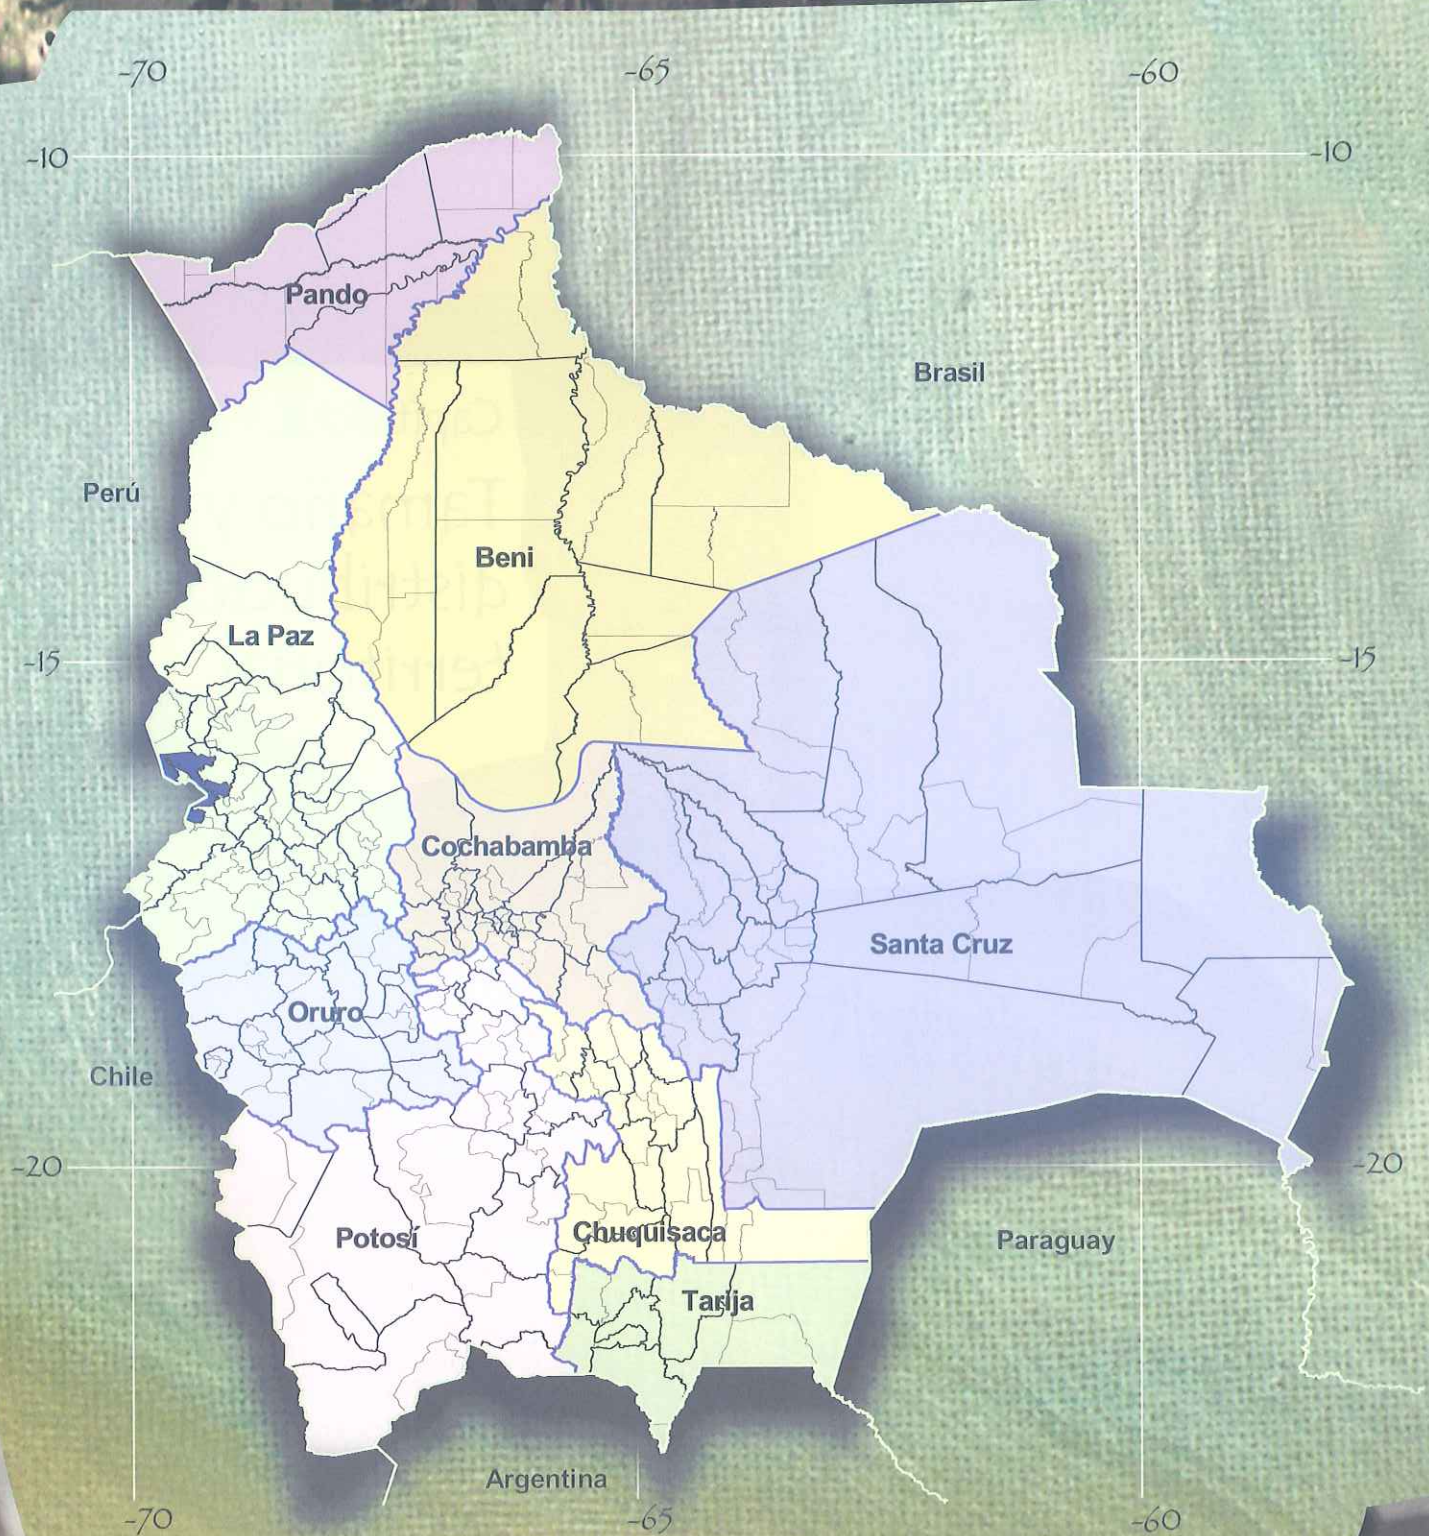 -70
-65
-60
-10
-10
Pando
Brasil
Perú
Beni
La Paz
-15
-15
Cochabamba
Santa Cruz
Oruro
Chile
-20
-20
Potosí
Chuquisaca
Paraguay
Tarija
Argentina
-70
-65
-60